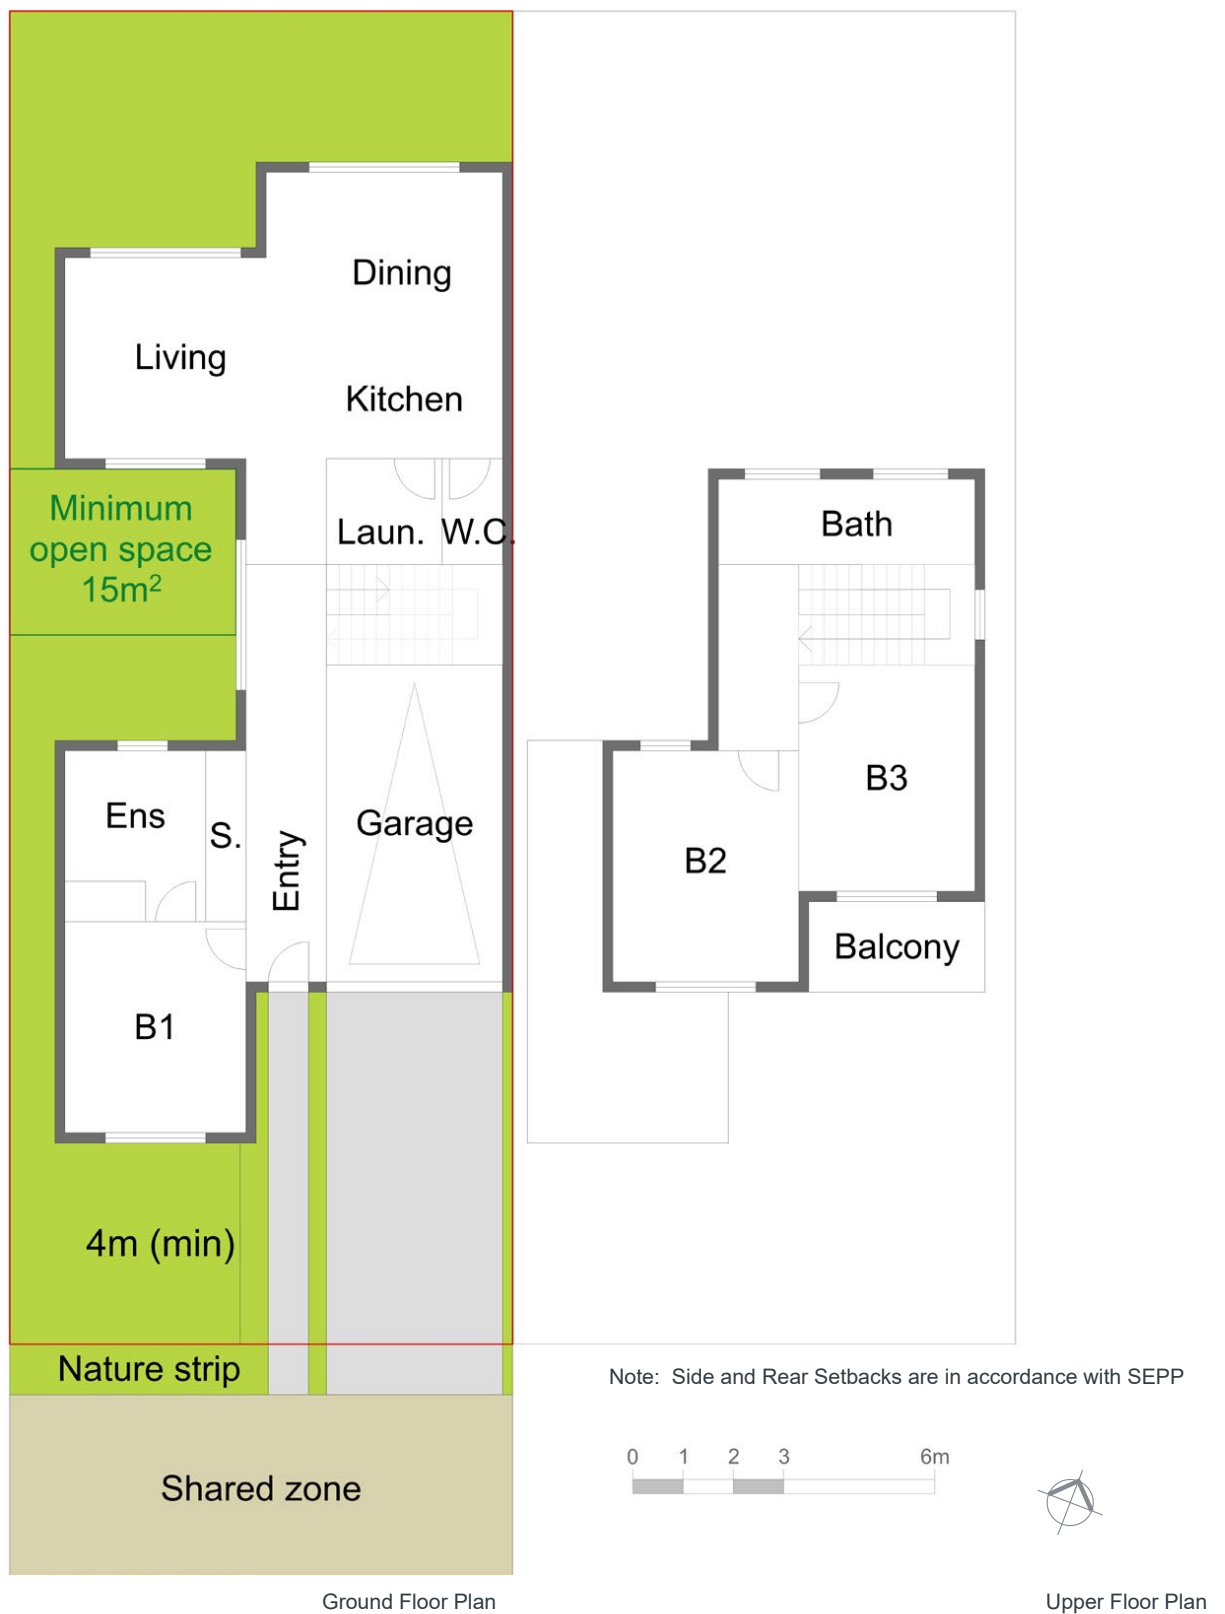 Dining
Living
Kitchen
Minimum
open space
15m²
Laun. W.C.
Bath
Ens
S.
Entry
Garage
B3
B2
Balcony
B1
4m (min)
Nature strip
Note: Side and Rear Setbacks are in accordance with SEPP
0 1 2 3 6m
Shared zone
Ground Floor Plan
Upper Floor Plan